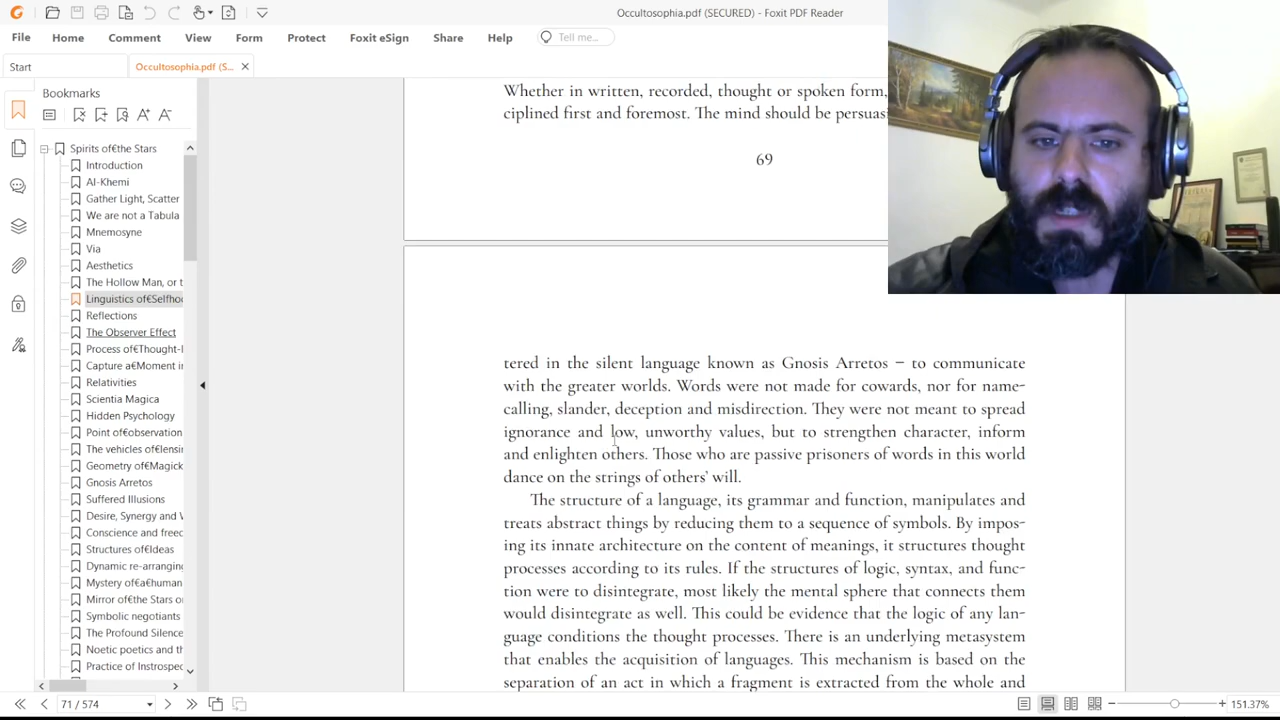 Occultosophia.pdf (SECURED) - Foxit PDF Reader
File Home Comment View Form Protect Foxit eSign Share Help Tell me...
Start Occultosophia.pdf (S...
Bookmarks
Spirits of€the Stars
Introduction
Al-Khemi
Gather Light, Scatter
We are not a Tabula
Mnemosyne
Via
Aesthetics
The Hollow Man, or t
Linguistics of€Selfhoo
Reflections
The Observer Effect
Process of€Thought-
Capture a€Moment i
Relativities
Scientia Magica
Hidden Psychology
Point of€observation
The vehicles of€lensin
Geometry of€Magick
Gnosis Arretos
Suffered Illusions
Desire, Synergy and
Conscience and freed
Structures of€Ideas
Dynamic re-arranging
Mystery of€a€human
Mirror of€the Stars or
Symbolic negotiants
The Profound Silence
Noetic poetics and th
Practice of Instrospec
Whether in written, recorded, thought or spoken form,
ciplined first and foremost. The mind should be persua
69
tered in the silent language known as Gnosis Arretos – to communicate
with the greater worlds. Words were not made for cowards, nor for name-
calling, slander, deception and misdirection. They were not meant to spread
ignorance and low, unworthy values, but to strengthen character, inform
and enlighten others. Those who are passive prisoners of words in this world
dance on the strings of others’ will.
The structure of a language, its grammar and function, manipulates and
treats abstract things by reducing them to a sequence of symbols. By impos-
ing its innate architecture on the content of meanings, it structures thought
processes according to its rules. If the structures of logic, syntax, and func-
tion were to disintegrate, most likely the mental sphere that connects them
would disintegrate as well. This could be evidence that the logic of any lan-
guage conditions the thought processes. There is an underlying metasystem
that enables the acquisition of languages. This mechanism is based on the
separation of an act in which a fragment is extracted from the whole and
71 / 574
151.37%